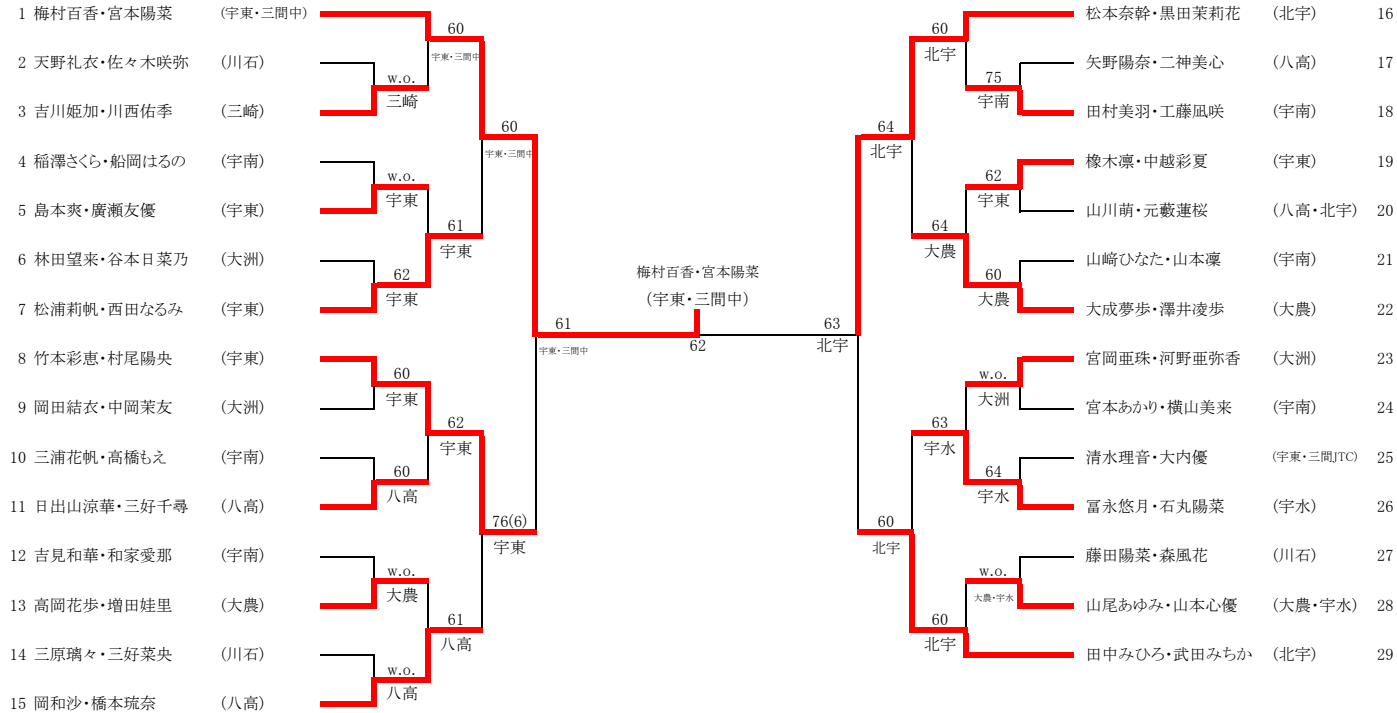 1 梅村百香・宮本陽菜 (宇東・三間中)
2 天野礼衣・佐々木咲弥 (川石)
3 吉川姫加・川西佑季 (三崎)
4 稲澤さくら・船岡はるの (宇南)
5 島本爽・廣瀬友優 (宇東)
6 林田望来・谷本日菜乃 (大洲)
7 松浦莉帆・西田なるみ (宇東)
8 竹本彩恵・村尾陽央 (宇東)
9 岡田結衣・中岡茉友 (大洲)
10 三浦花帆・高橋もえ (宇南)
11 日出山涼華・三好千尋 (八高)
12 吉見和華・和家愛那 (宇南)
13 高岡花歩・増田娃里 (大農)
14 三原璃々・三好菜央 (川石)
15 岡和沙・橋本琉奈 (八高)
60
宇東・三間中
w.o.
三崎
w.o.
宇東
62
宇東
60
宇東
60
八高
w.o.
大農
w.o.
八高
60
宇東・三間中
61
宇東
62
宇東
61
八高
61
宇東・三間中
76(6)
宇東
梅村百香・宮本陽菜
(宇東・三間中)
62
63
北宇
64
北宇
60
北宇
60
北宇
64
大農
63
宇水
60
北宇
75
宇南
62
宇東
60
大農
w.o.
大洲
64
宇水
w.o.
大農・宇水
松本奈幹・黒田茉莉花 (北宇) 16
矢野陽奈・二神美心 (八高) 17
田村美羽・工藤凪咲 (宇南) 18
橡木凛・中越彩夏 (宇東) 19
山川萌・元藪蓮桜 (八高・北宇) 20
山﨑ひなた・山本凜 (宇南) 21
大成夢歩・澤井凌歩 (大農) 22
宮岡亜珠・河野亜弥香 (大洲) 23
宮本あかり・横山美来 (宇南) 24
清水理音・大内優 (宇東・三間JTC) 25
冨永悠月・石丸陽菜 (宇水) 26
藤田陽菜・森風花 (川石) 27
山尾あゆみ・山本心優 (大農・宇水) 28
田中みひろ・武田みちか (北宇) 29